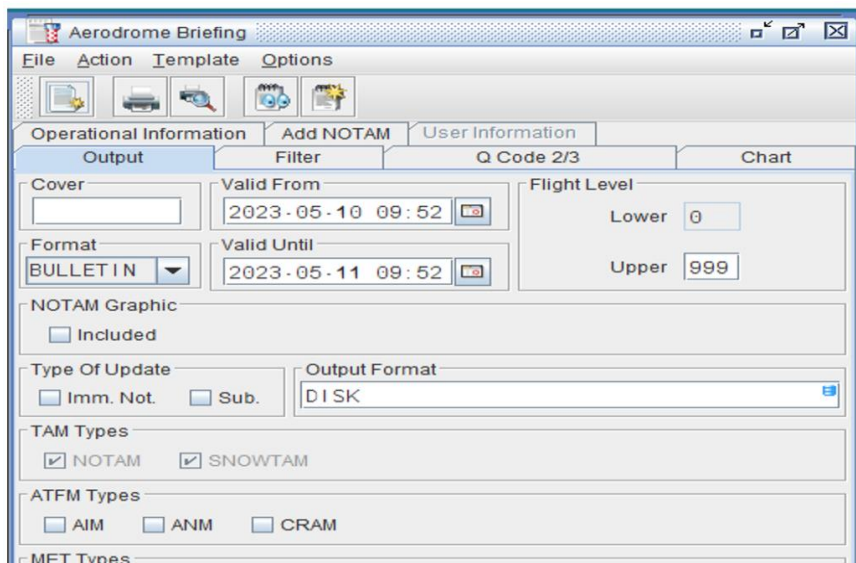 Aerodrome Briefing
File Action Template Options
Operational Information Add NOTAM User Information
Output Filter Q Code 2/3 Chart
Cover Valid From Flight Level
2023-05-10 09:52 Lower 0
Format Valid Until
BULLETIN 2023-05-11 09:52 Upper 999
NOTAM Graphic
Included
Type Of Update Output Format
Imm. Not. Sub. DISK
TAM Types
NOTAM SNOWTAM
ATFM Types
AIM ANM CRAM
MET Types